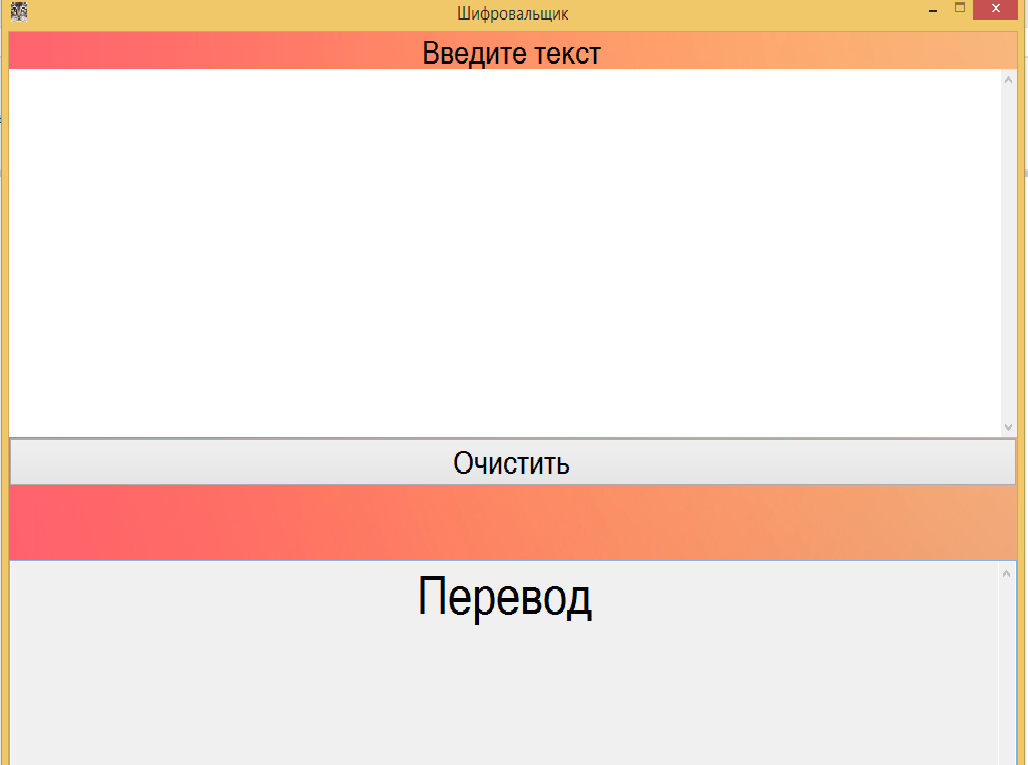 Шифровальщик
Введите текст
Очистить
Перевод